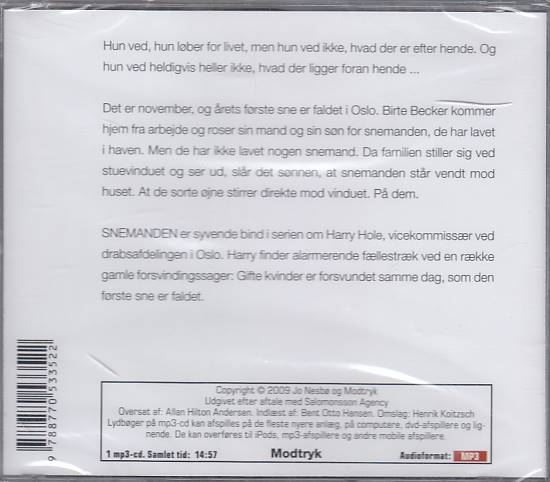 Hun ved, hun løber for livet, men hun ved ikke, hvad der er efter hende. Og
hun ved heldigvis heller ikke, hvad der ligger foran hende ...
Det er november, og årets første sne er faldet i Oslo. Birte Becker kommer
hjem fra arbejde og roser sin mand og sin søn for snemanden, de har lavet
i haven. Men de har ikke lavet nogen snemand. Da familien stiller sig ved
stuevinduet og ser ud, slår det sønnen, at snemanden står vendt mod
huset. At de sorte øjne stirrer direkte mod vinduet. På dem.
SNEMANDEN er syvende bind i serien om Harry Hole, vicekommissær ved
drabsafdelingen i Oslo. Harry finder alarmerende fællestræk ved en række
gamle forsvindingssager: Gifte kvinder er forsvundet samme dag, som den
første sne er faldet.
9 788770 533522
Copyright © 2009 Jo Nesbø og Modtryk
Udgivet efter aftale med Salomonsson Agency
Oversat af: Allan Hilton Andersen. Indlæst af: Bent Otto Hansen. Omslag: Henrik Koitzsch
Lydbøger på mp3-cd kan afspilles på de fleste nyere anlæg, på computere, dvd-afspillere og lig-
nende. De kan overføres til iPods, mp3-afspillere og andre mobile afspillere.
1 mp3-cd. Samlet tid: 14:57 Modtryk Audioformat: MP3